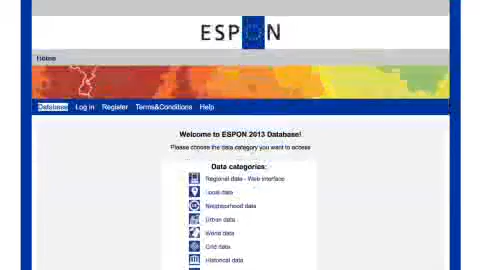 ESPON
Home
Database Log in Register Terms&Conditions Help
Welcome to ESPON 2013 Database!
Please choose the data category you want to access
Data categories:
Regional data - Web interface
Local data
Neighborhood data
Urban data
World data
Grid data
Historical data